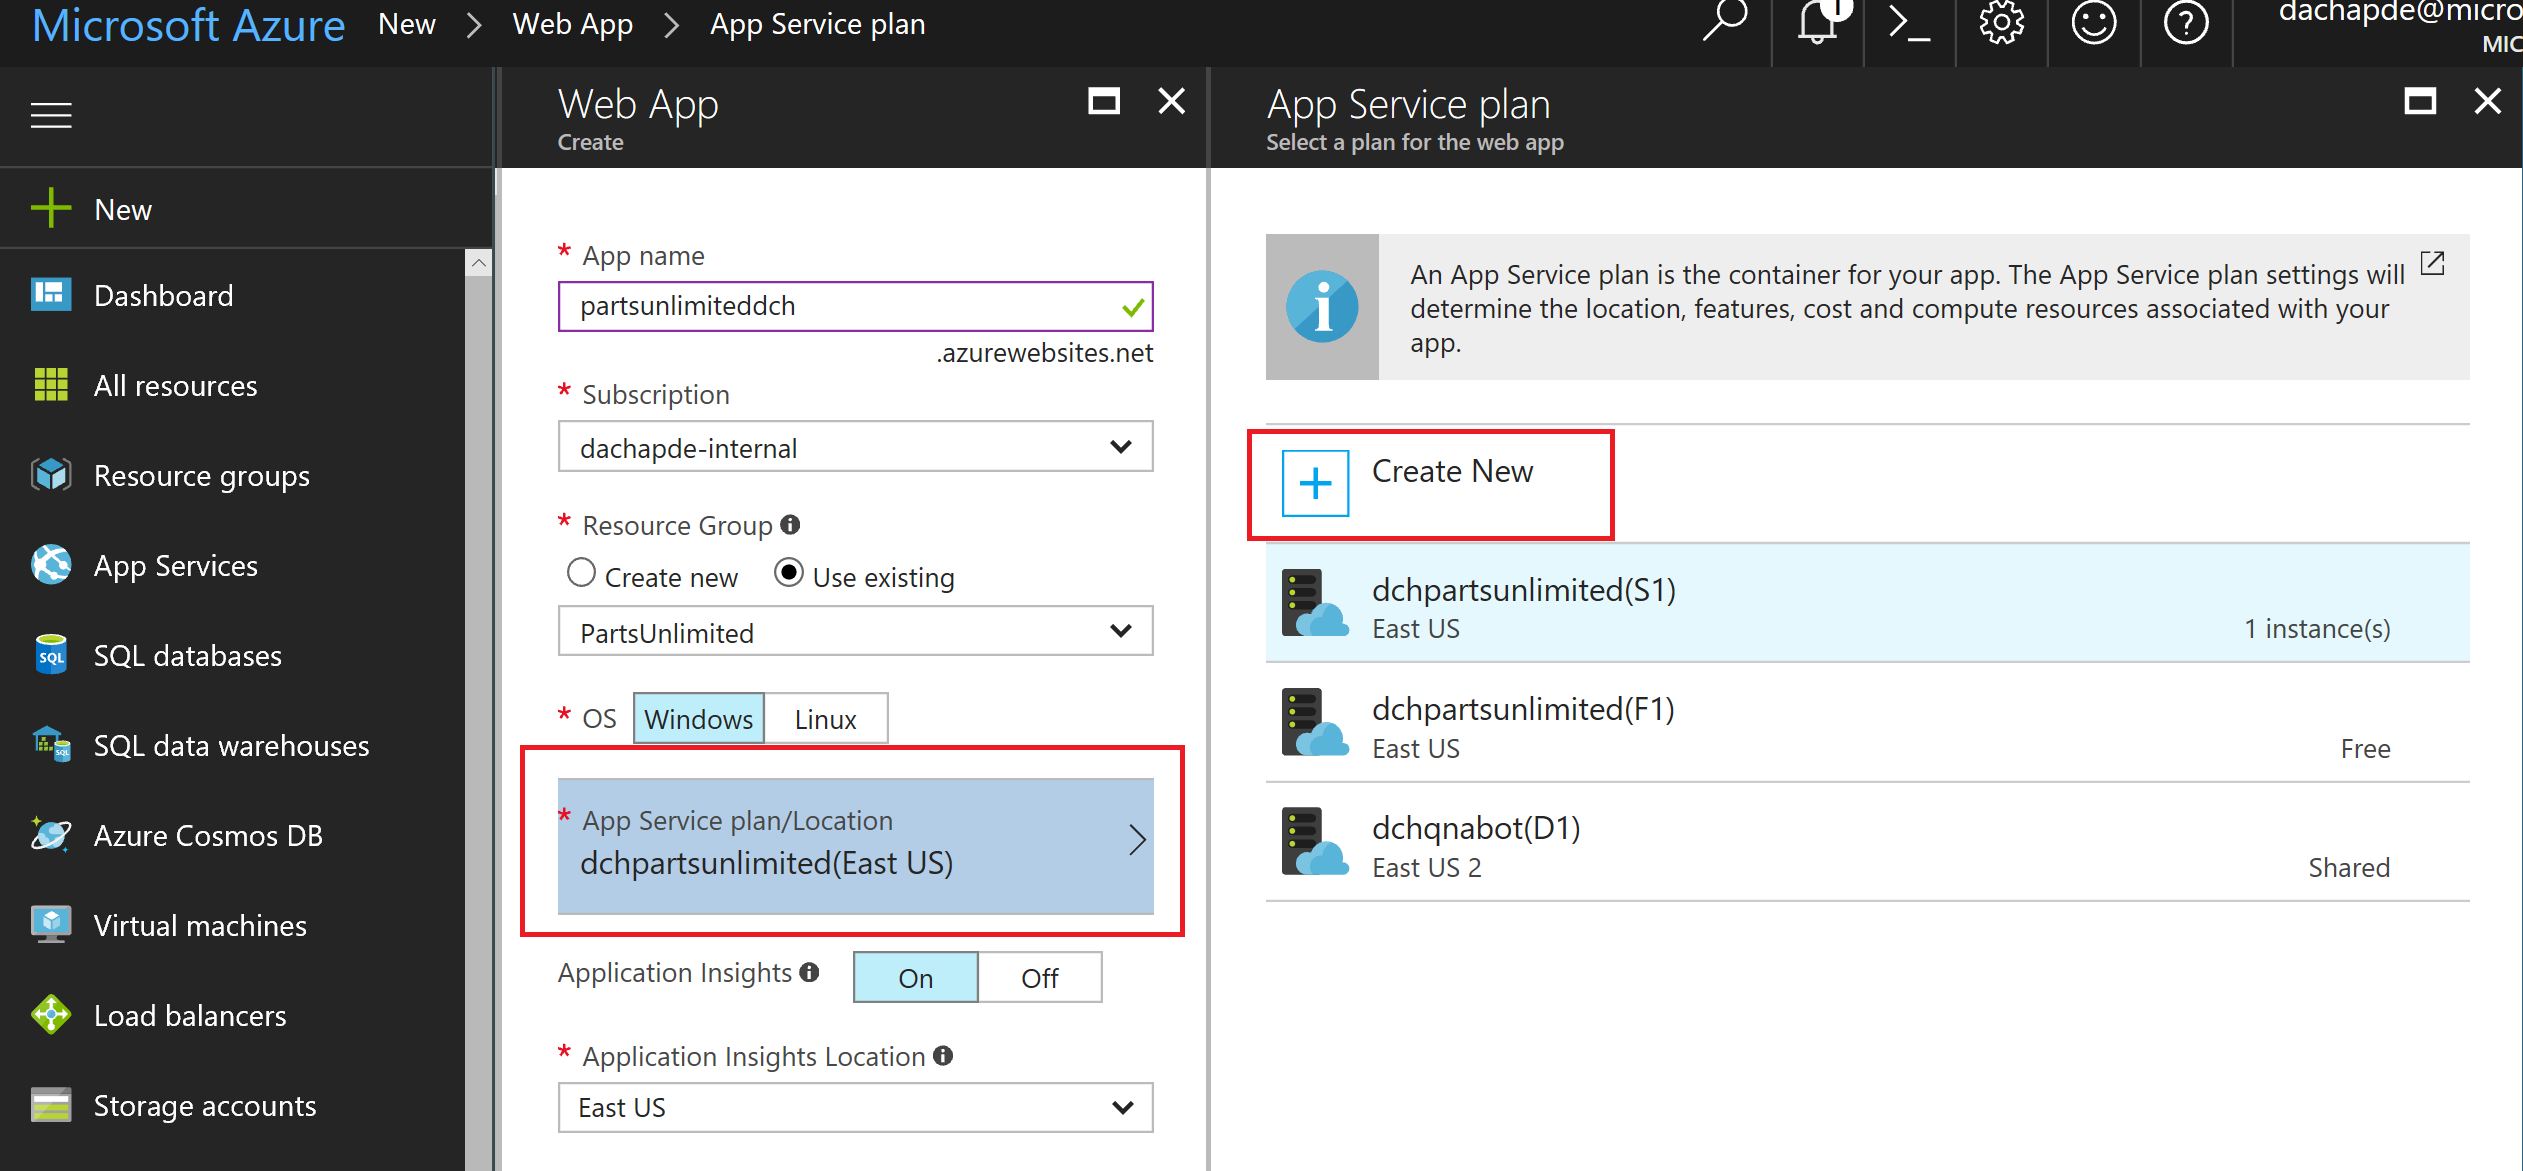 Microsoft Azure New Web App App Service plan
1
dachapde@micro
MIC
New
Dashboard
All resources
Resource groups
App Services
SQL
SQL databases
SQL
SQL data warehouses
Azure Cosmos DB
Virtual machines
Load balancers
Storage accounts
Web App
Create
* App name
partsunlimiteddch
.azurewebsites.net
* Subscription
dachapde-internal
* Resource Group
Create new Use existing
PartsUnlimited
* OS Windows Linux
* App Service plan/Location
dchpartsunlimited(East US)
Application Insights On Off
* Application Insights Location
East US
App Service plan
Select a plan for the web app
An App Service plan is the container for your app. The App Service plan settings will
determine the location, features, cost and compute resources associated with your
app.
Create New
dchpartsunlimited(S1)
East US 1 instance(s)
dchpartsunlimited(F1)
East US Free
dchqnabot(D1)
East US 2 Shared